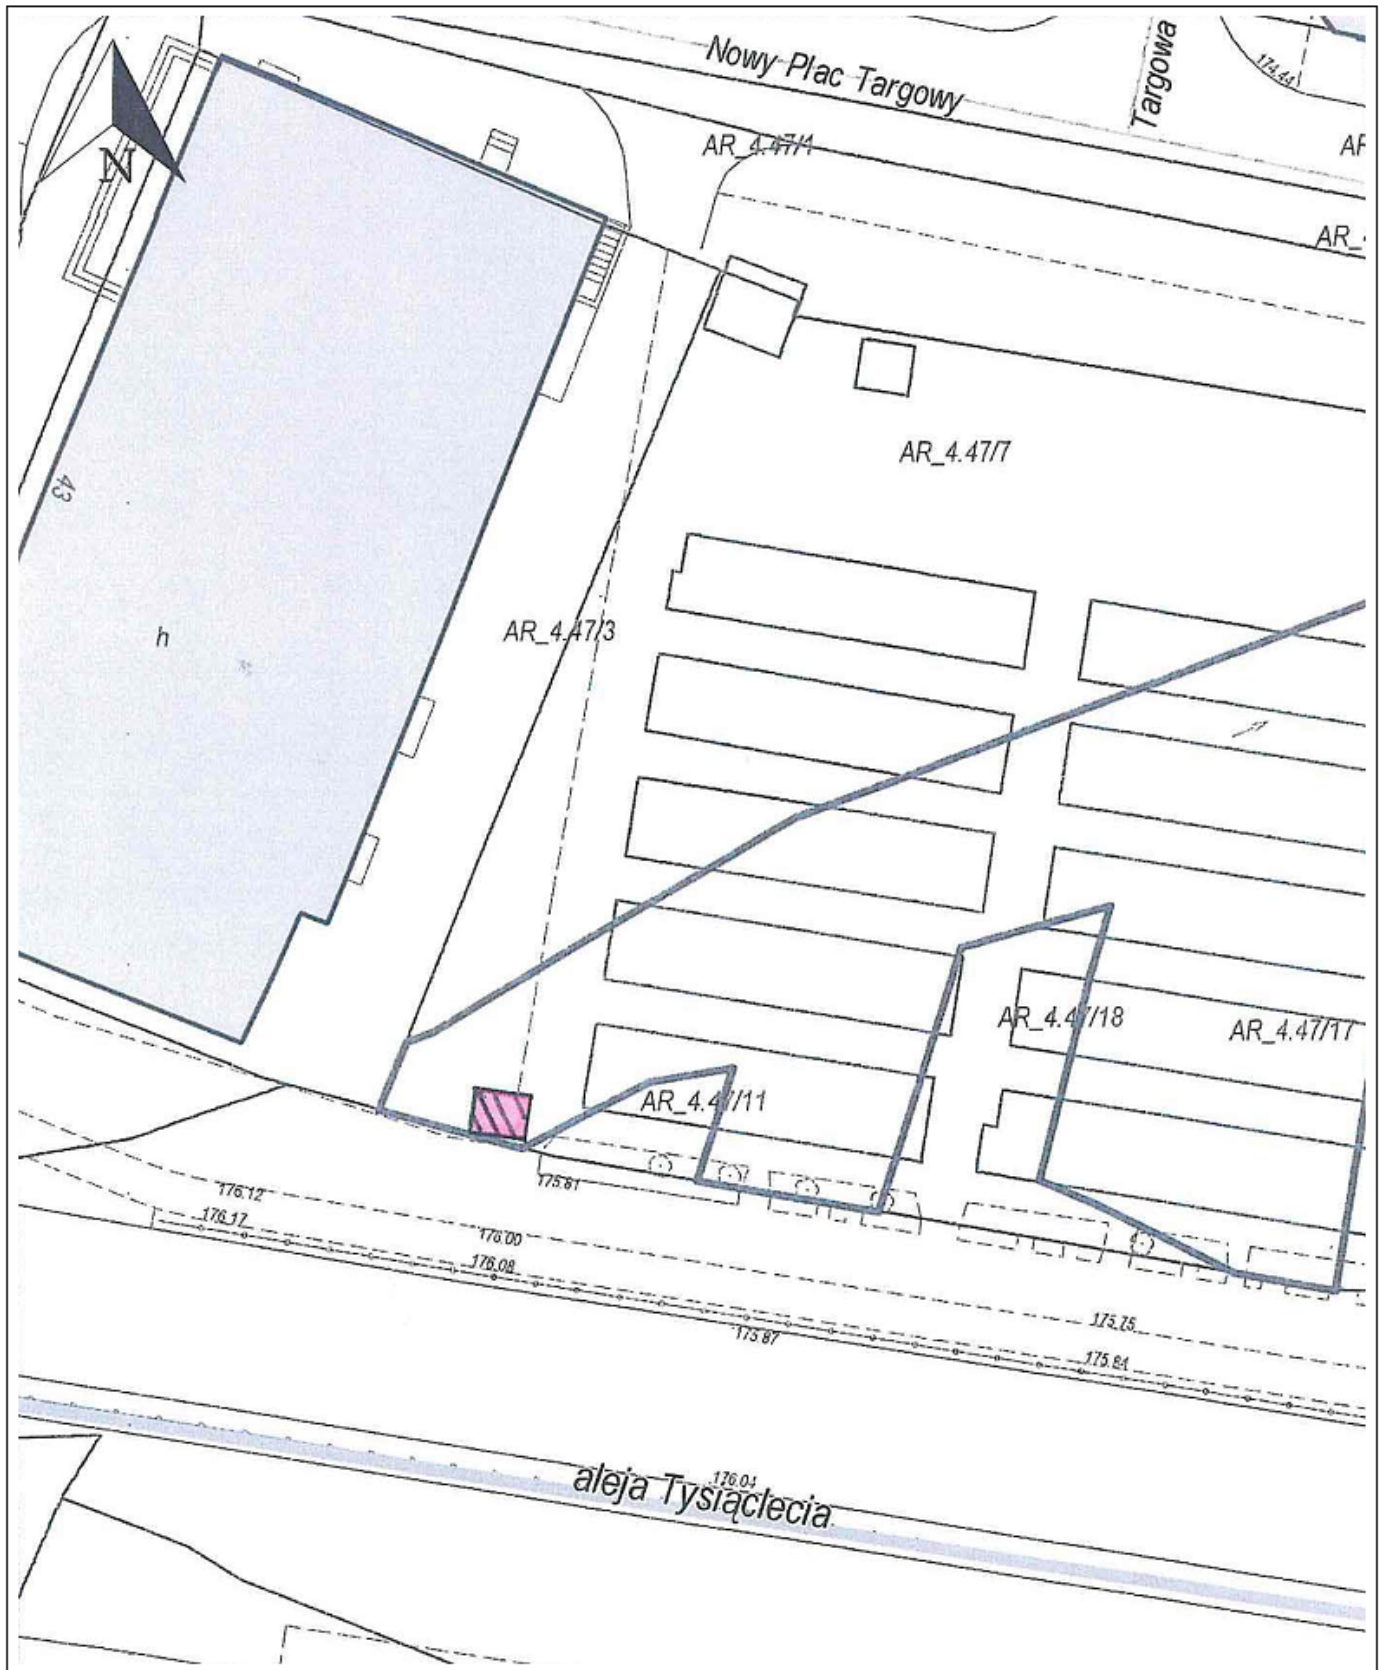 Nowy Plac Targowy
Targowa
174.44
N
AR_4.47/1
AR
AR_
AR_4.47/7
43
h
AR_4.47/3
AR_4.47/18
AR_4.47/17
AR_4.47/11
175.81
176.12
176.17
176.00
176.08
175.75
175.87
175.84
176.04
aleja Tysiąclecia